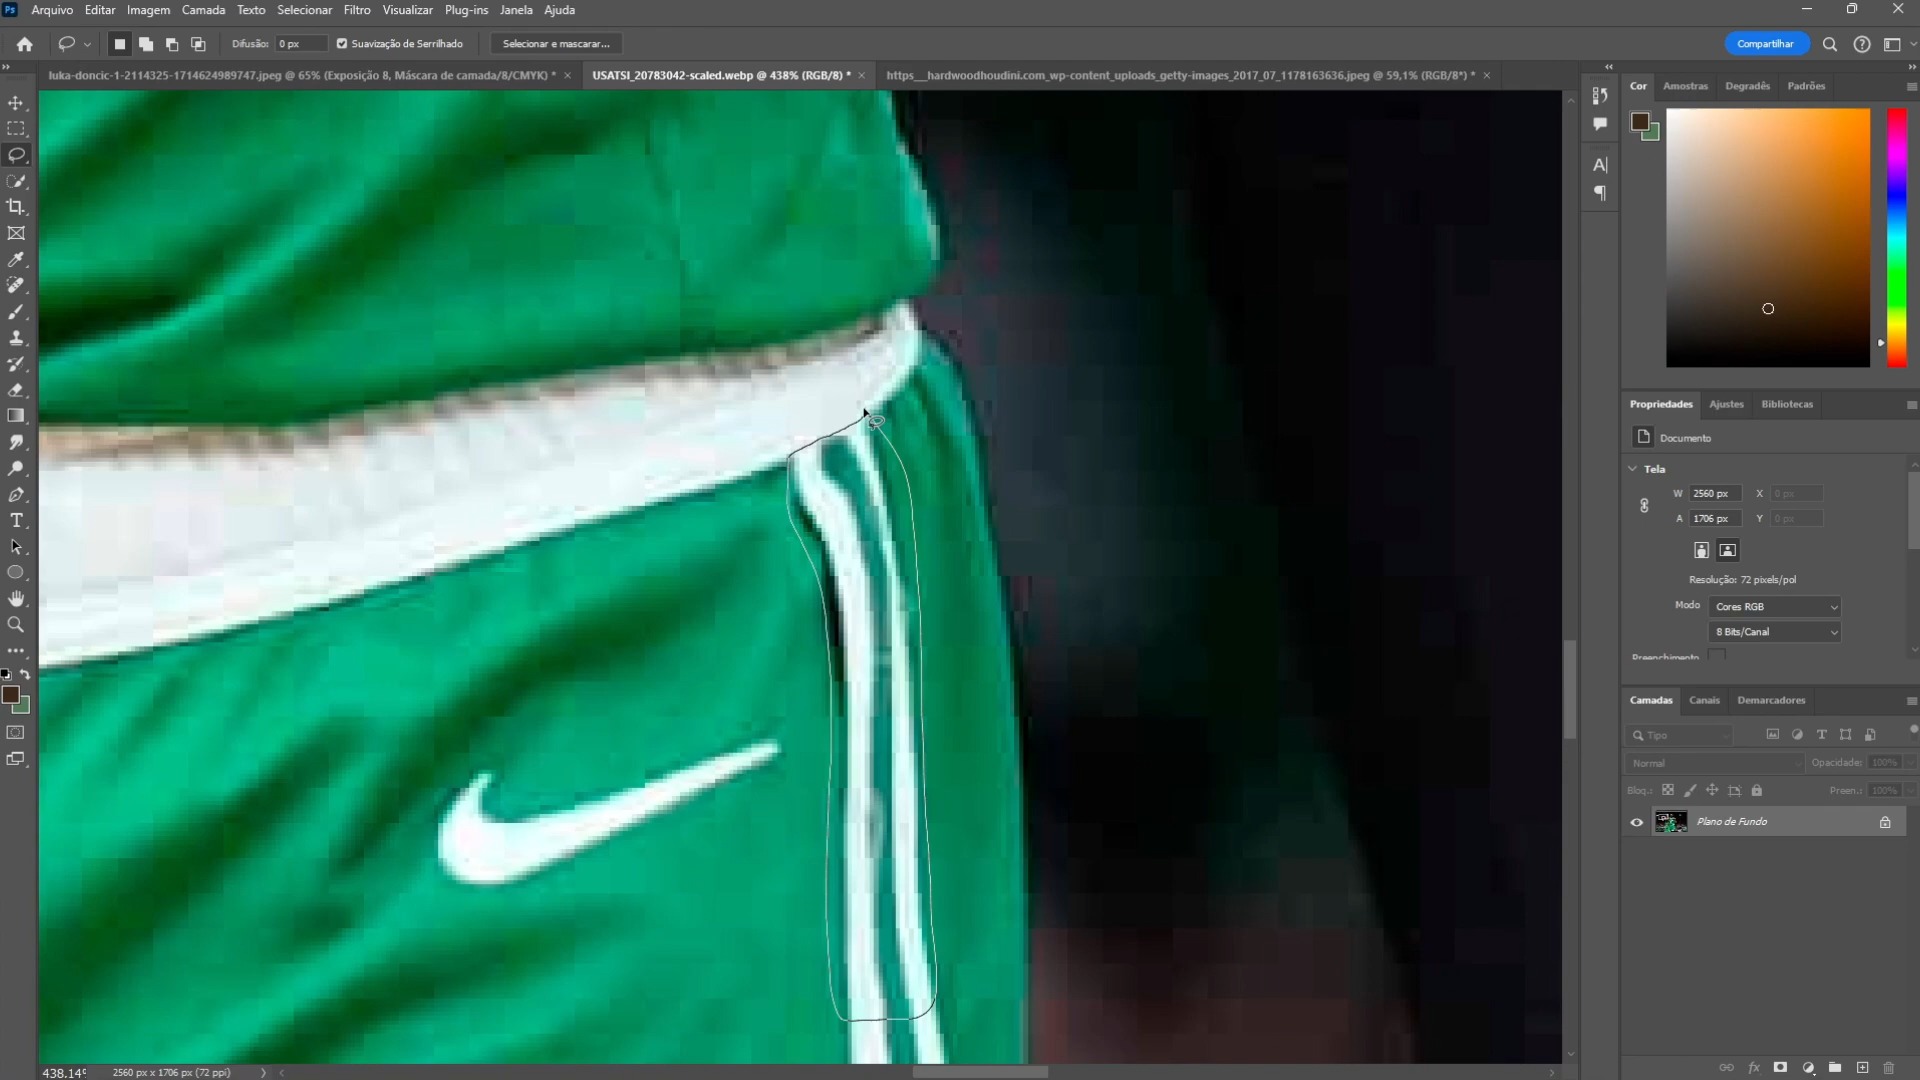 Arquivo Editar Imagem Camada Texto Selecionar Filtro Visualizar Plug-ins Janela Ajuda
Difusão: 0 px Suavização de Serrilhado Selecionar e mascarar... Compartilhar
luka-doncic-1-2114325-1714624989747.jpeg @ 65% (Exposição 8, Máscara de camada/8/CMYK) * USATSI_20783042-scaled.webp @ 438% (RGB/8) * https___hardwoodhoudini.com_wp-content_uploads_getty-images_2017_07_1178163636.jpeg @ 59,1% (RGB/8*) *
Cor Amostras Degradês Padrões
Propriedades Ajustes Bibliotecas
Documento
Tela
W 2560 px X 0 px
A 1706 px Y 0 px
Resolução: 72 pixels/pol
Modo Cores RGB
8 Bits/Canal
Preenchimento
Camadas Canais Demarcadores
Tipo
Normal Opacidade: 100%
Bloq.: Preen.: 100%
Plano de Fundo
438.14% 2560 px x 1706 px (72 ppi)